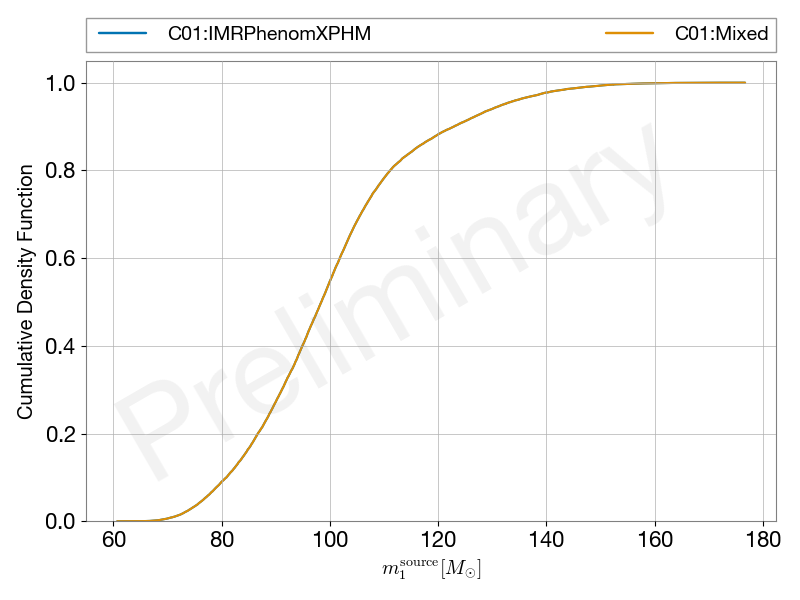 C01:IMRPhenomXPHM C01:Mixed
1.0
0.8
0.6
0.4
0.2
0.0
Cumulative Density Function
Preliminary
60 80 100 120 140 160 180
m₁^source [M☉]